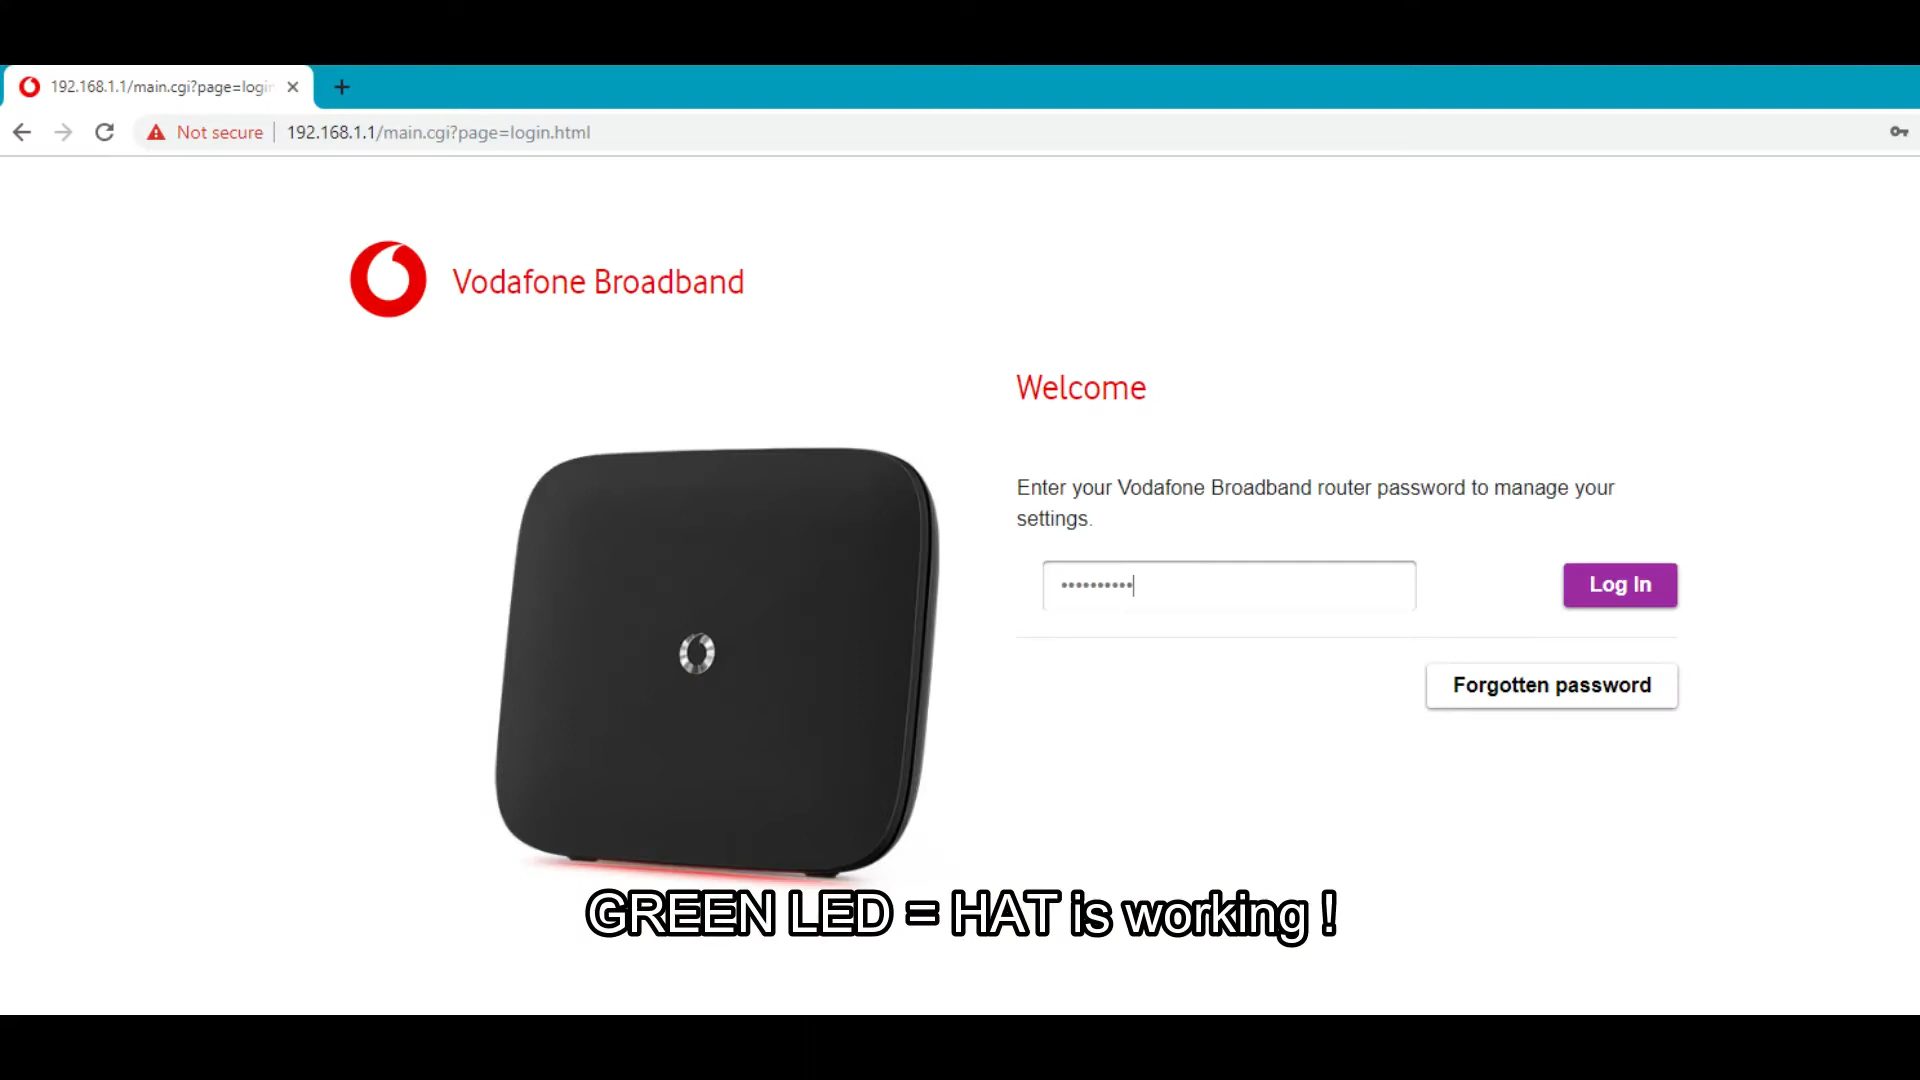 192.168.1.1/main.cgi?page=login
Not secure
192.168.1.1/main.cgi?page=login.html
Vodafone Broadband
Welcome
Enter your Vodafone Broadband router password to manage your
settings.
••••••••••
Log In
Forgotten password
GREEN LED = HAT is working !